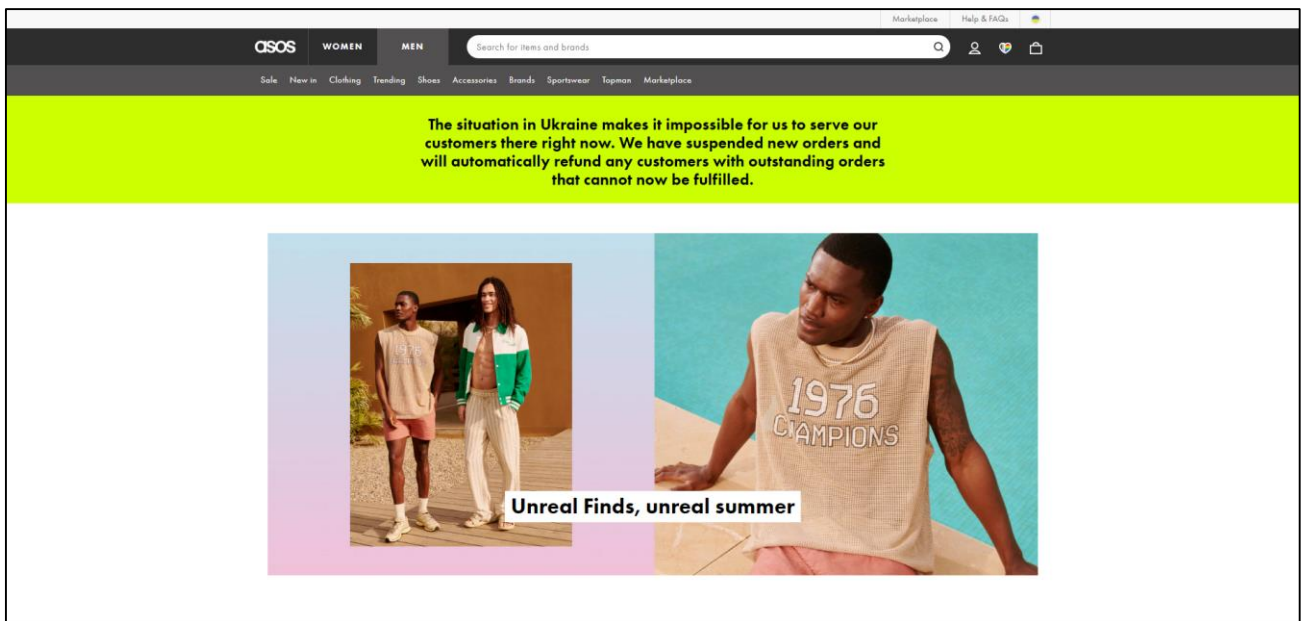 Marketplace Help & FAQs
asos WOMEN MEN Search for items and brands
Sale New in Clothing Trending Shoes Accessories Brands Sportswear Topman Marketplace
The situation in Ukraine makes it impossible for us to serve our
customers there right now. We have suspended new orders and
will automatically refund any customers with outstanding orders
that cannot now be fulfilled.
1976
CHAMPIONS
1976
CHAMPIONS
Unreal Finds, unreal summer